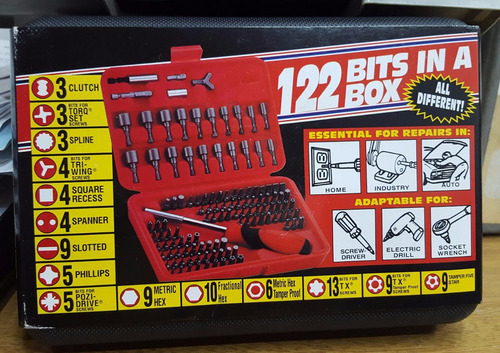 122 BITS IN A
BOX
ALL
DIFFERENT!
3 CLUTCH
3 BITS FOR
TORQ®
SET
SCREWS
3 SPLINE
4 BITS FOR
TRI-
WING®
SCREWS
4 SQUARE
RECESS
4 SPANNER
9 SLOTTED
5 PHILLIPS
5 BITS FOR
POZI-
DRIVE®
SCREWS
ESSENTIAL FOR REPAIRS IN:
HOME
INDUSTRY
AUTO
ADAPTABLE FOR:
SCREW
DRIVER
ELECTRIC
DRILL
SOCKET
WRENCH
9 METRIC
HEX
10 Fractional
Hex
6 Metric Hex
Tamper Proof
13 BITS FOR
TX®
SCREWS
9 BITS FOR
TX®
Tamper Proof
SCREWS
9 TAMPER FIVE
STAR